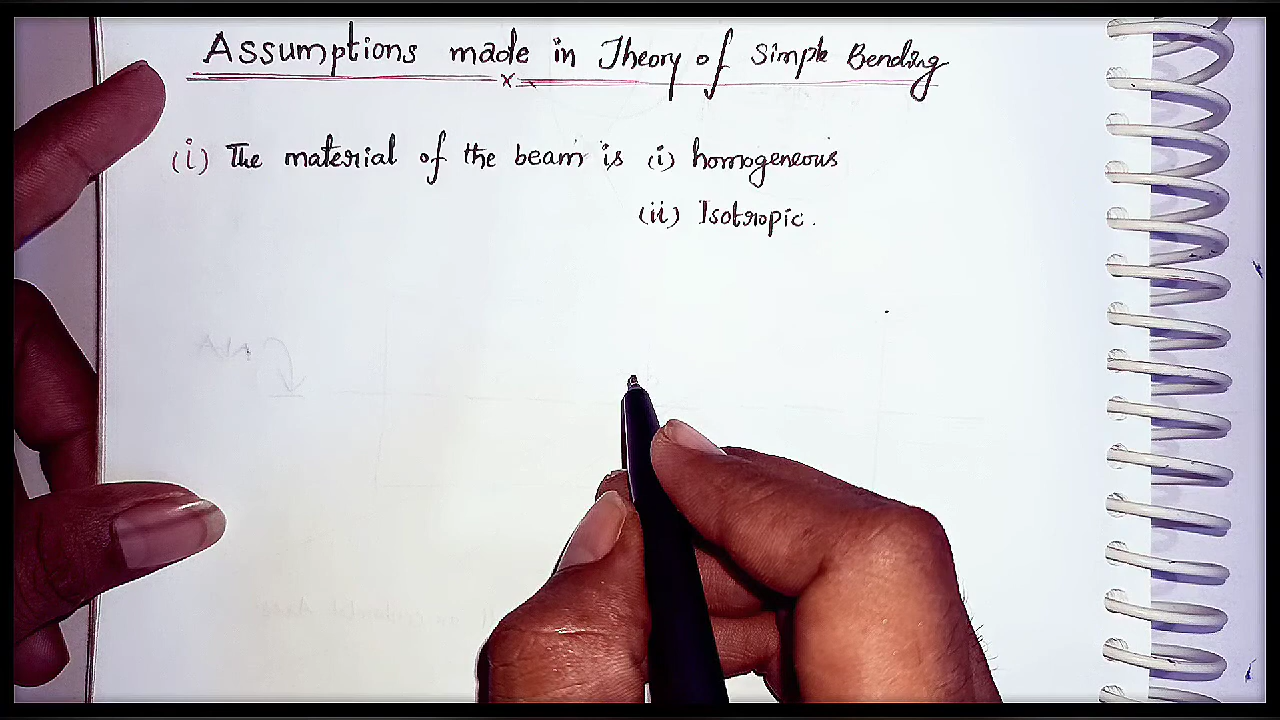 Assumptions made in Theory of Simple Bending
x
(i) The material of the beam is (i) homogeneous
(ii) Isotropic.